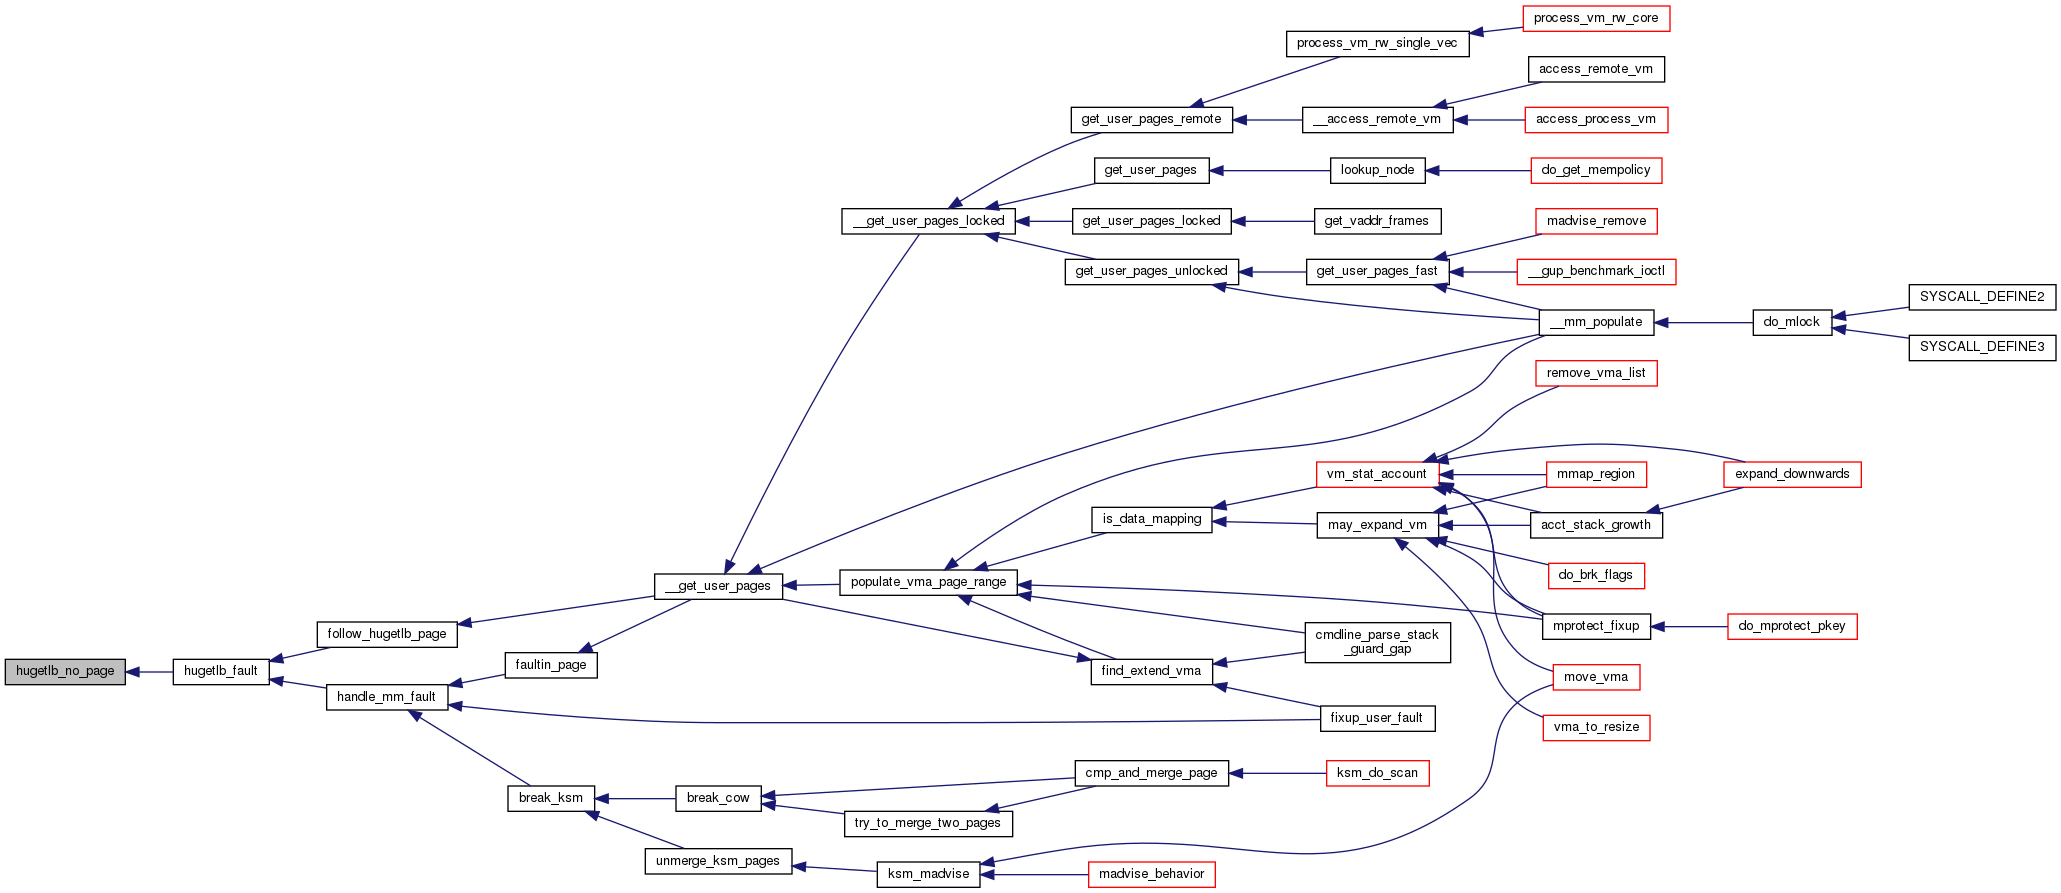 process_vm_rw_core
process_vm_rw_single_vec
access_remote_vm
get_user_pages_remote
__access_remote_vm
access_process_vm
get_user_pages
lookup_node
do_get_mempolicy
__get_user_pages_locked
get_user_pages_locked
get_vaddr_frames
madvise_remove
get_user_pages_unlocked
get_user_pages_fast
__gup_benchmark_ioctl
SYSCALL_DEFINE2
__mm_populate
do_mlock
SYSCALL_DEFINE3
remove_vma_list
vm_stat_account
mmap_region
expand_downwards
is_data_mapping
may_expand_vm
acct_stack_growth
__get_user_pages
populate_vma_page_range
do_brk_flags
follow_hugetlb_page
cmdline_parse_stack
_guard_gap
mprotect_fixup
do_mprotect_pkey
hugetlb_no_page
hugetlb_fault
faultin_page
find_extend_vma
move_vma
handle_mm_fault
fixup_user_fault
vma_to_resize
cmp_and_merge_page
ksm_do_scan
break_ksm
break_cow
try_to_merge_two_pages
unmerge_ksm_pages
ksm_madvise
madvise_behavior